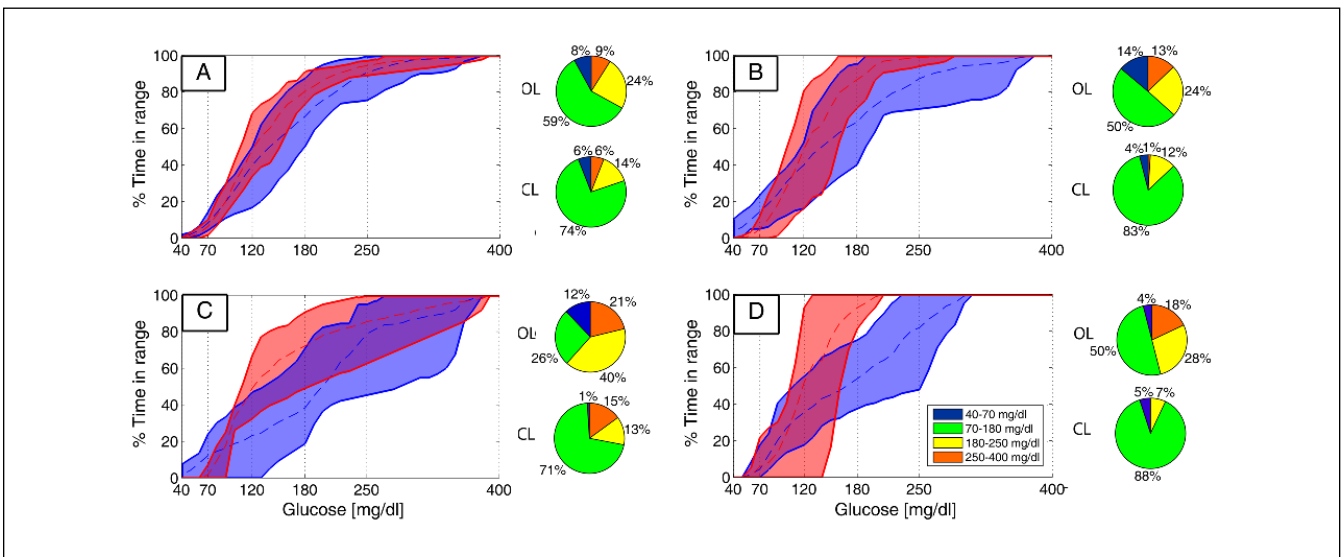 A
% Time in range
100
80
60
40
20
0
40 70 120 180 250 400
OL
8% 9%
24%
59%
CL
6% 6%
14%
74%
B
% Time in range
100
80
60
40
20
0
40 70 120 180 250 400
OL
14% 13%
24%
50%
CL
4% 1% 12%
83%
C
% Time in range
100
80
60
40
20
0
40 70 120 180 250 400
Glucose [mg/dl]
OL
12% 21%
26%
40%
CL
1% 15%
13%
71%
D
% Time in range
100
80
60
40
20
0
40 70 120 180 250 400
Glucose [mg/dl]
40-70 mg/dl
70-180 mg/dl
180-250 mg/dl
250-400 mg/dl
OL
4% 18%
50%
28%
CL
5% 7%
88%